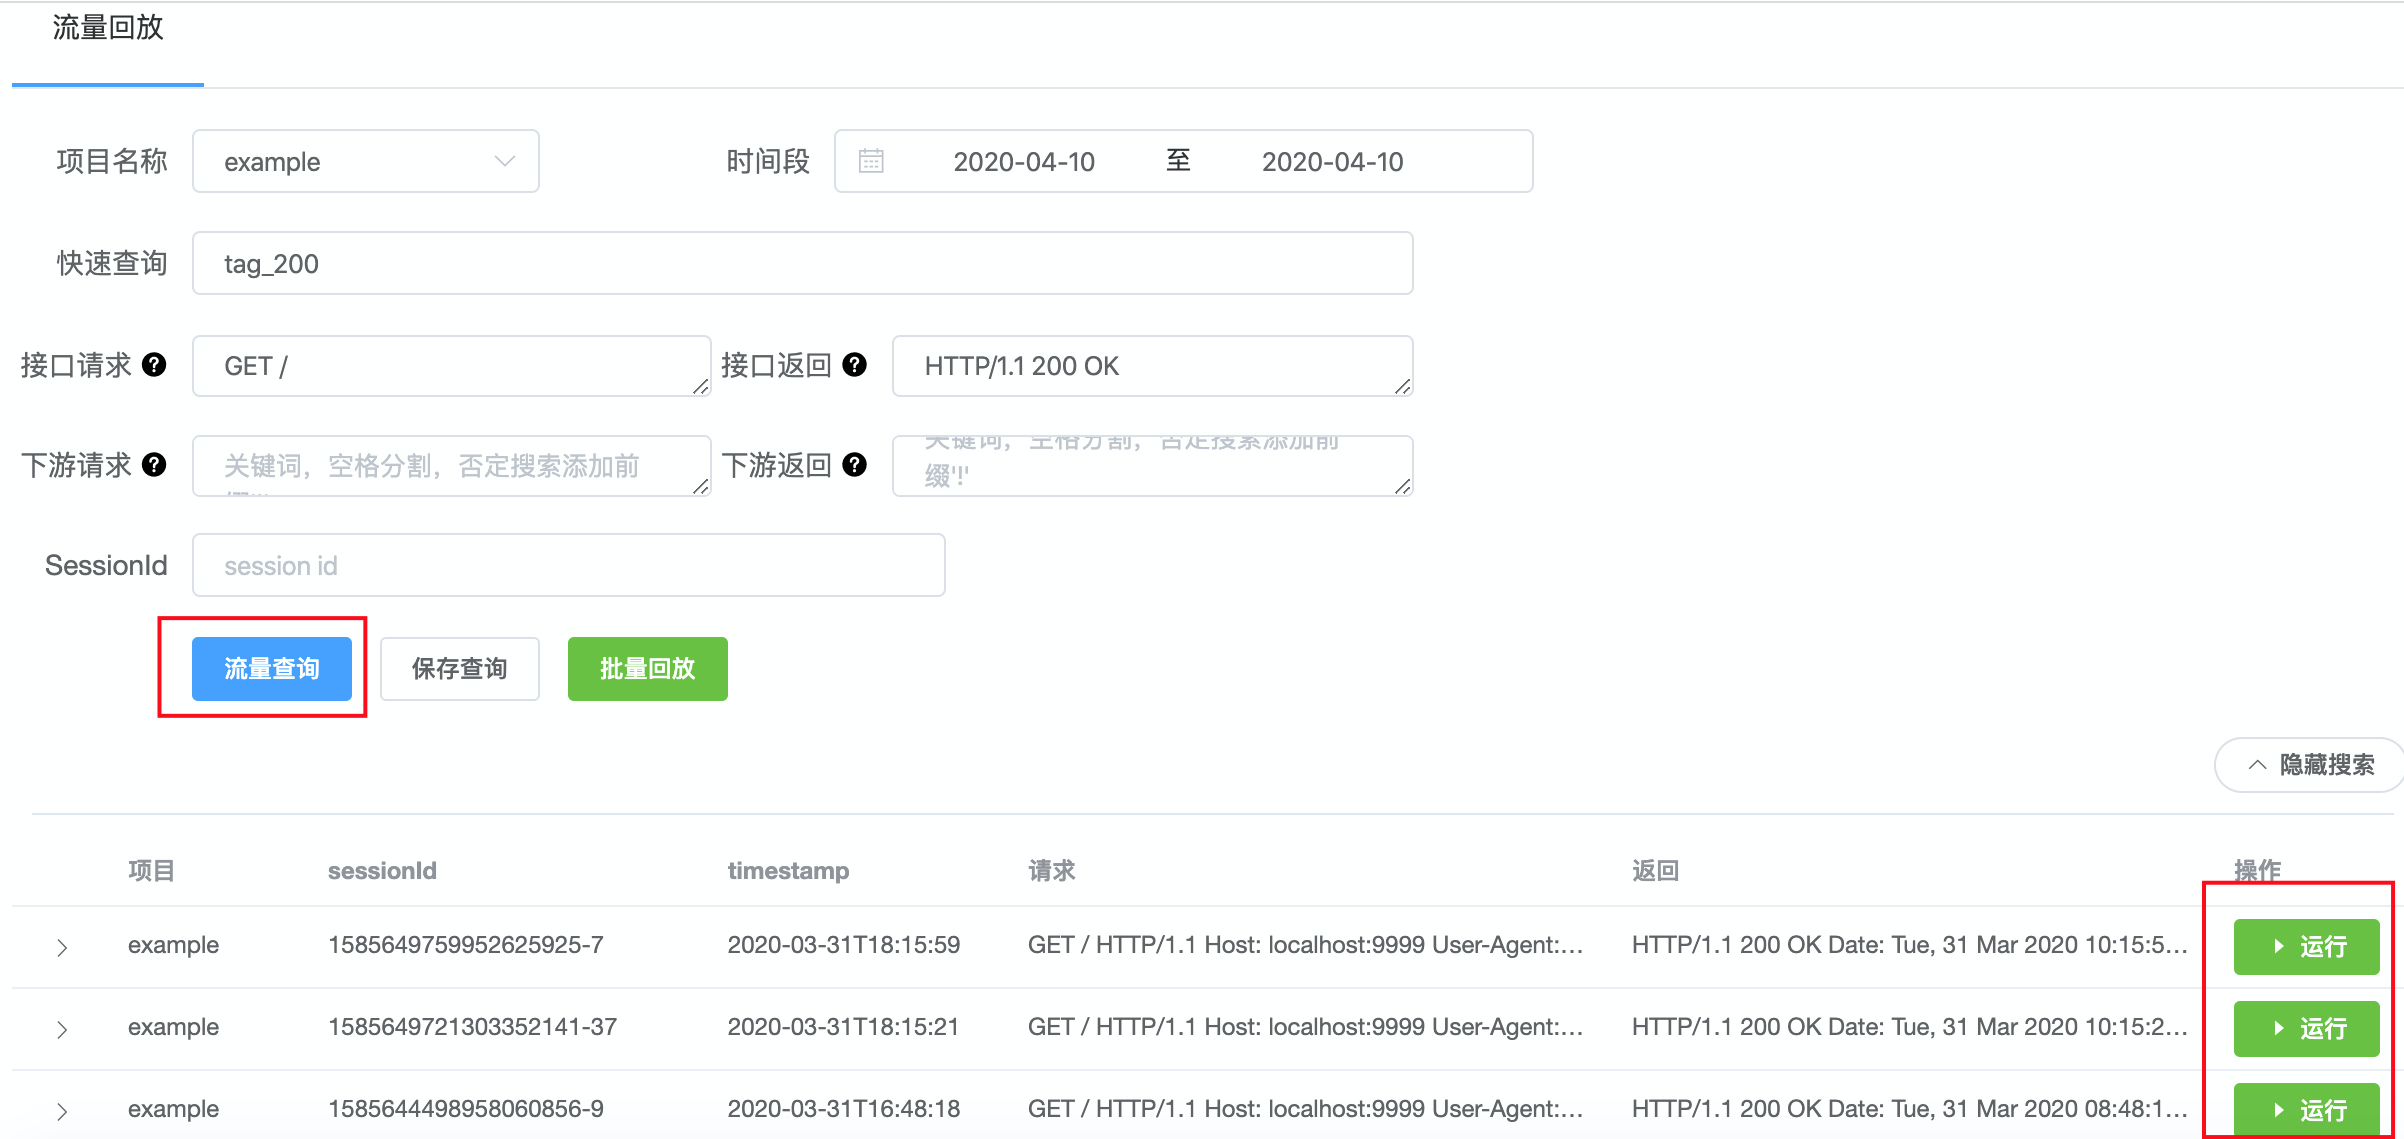 流量回放
项目名称 example 时间段 2020-04-10 至 2020-04-10
快速查询 tag_200
接口请求 ? GET / 接口返回 ? HTTP/1.1 200 OK
下游请求 ? 关键词，空格分割，否定搜索添加前 下游返回 ? 关键词，空格分割，否定搜索添加前
缀'!'
SessionId session id
流量查询 保存查询 批量回放
隐藏搜索
项目 sessionId timestamp 请求 返回 操作
example 1585649759952625925-7 2020-03-31T18:15:59 GET / HTTP/1.1 Host: localhost:9999 User-Agent:... HTTP/1.1 200 OK Date: Tue, 31 Mar 2020 10:15:5... 运行
example 1585649721303352141-37 2020-03-31T18:15:21 GET / HTTP/1.1 Host: localhost:9999 User-Agent:... HTTP/1.1 200 OK Date: Tue, 31 Mar 2020 10:15:2... 运行
example 1585644498958060856-9 2020-03-31T16:48:18 GET / HTTP/1.1 Host: localhost:9999 User-Agent:... HTTP/1.1 200 OK Date: Tue, 31 Mar 2020 08:48:1... 运行